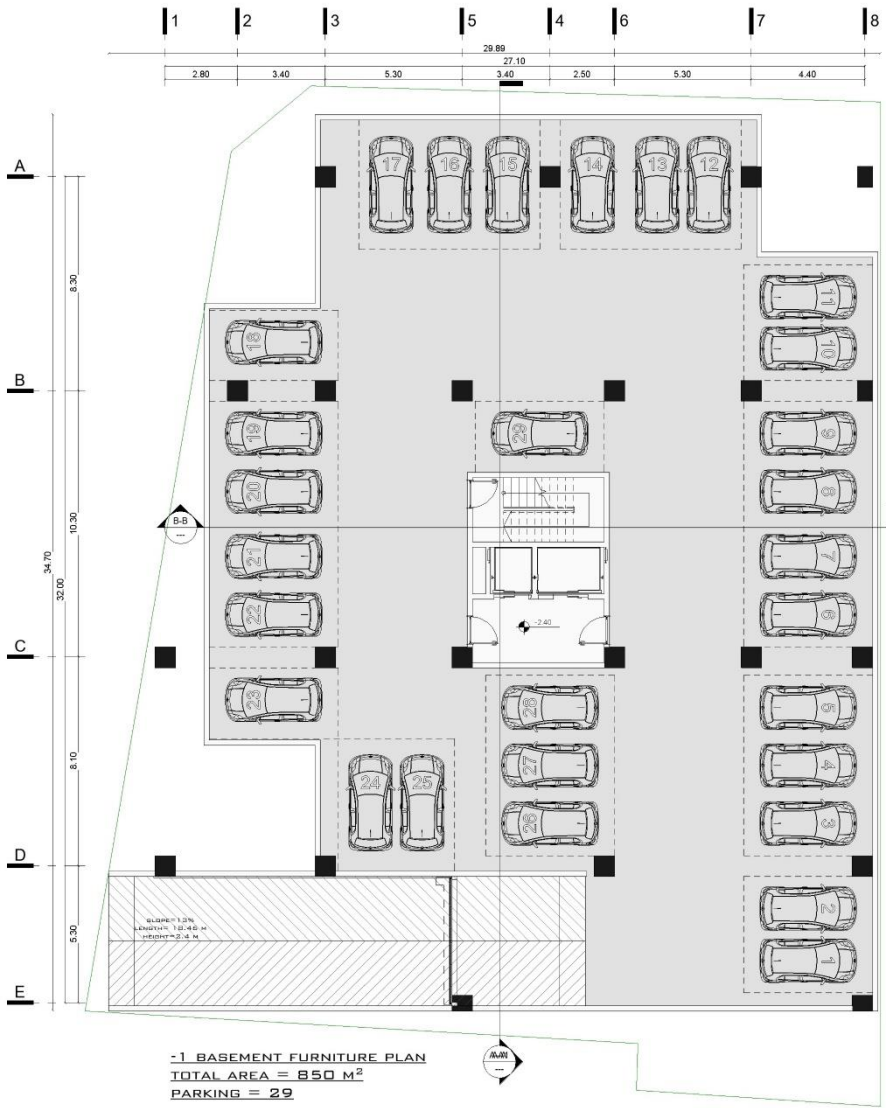 1 2 3 5 4 6 7 8
29.89
27.10
2.80 3.40 5.30 3.40 2.50 5.30 4.40
A
17 16 15 14 13 12
8.30
11
18
10
B
19 29 9
20 8
B-B
---
10.30
34.70
32.00
21 7
22 6
-2.40
C
23 28 5
8.10
24 25 27 4
26 3
D
2
SLOPE=13%
LENGTH= 18.46 M
HEIGHT=2.4 M
5.30
1
E
-1 BASEMENT FURNITURE PLAN
TOTAL AREA = 850 M²
PARKING = 29
---